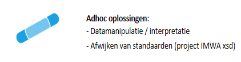 Adhoc oplossingen:
- Datamanipulatie / interpretatie
- Afwijken van standaarden (project IMWA xsd)